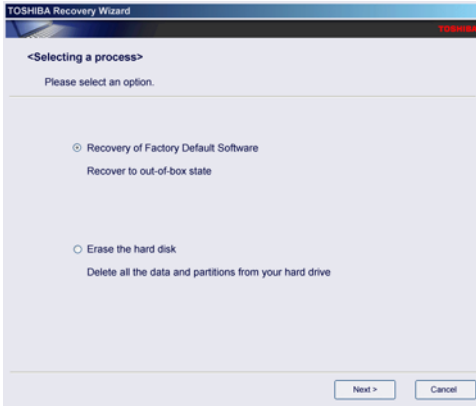 TOSHIBA Recovery Wizard
TOSHIBA
<Selecting a process>
Please select an option.
Recovery of Factory Default Software
Recover to out-of-box state
Erase the hard disk
Delete all the data and partitions from your hard drive
Next >
Cancel